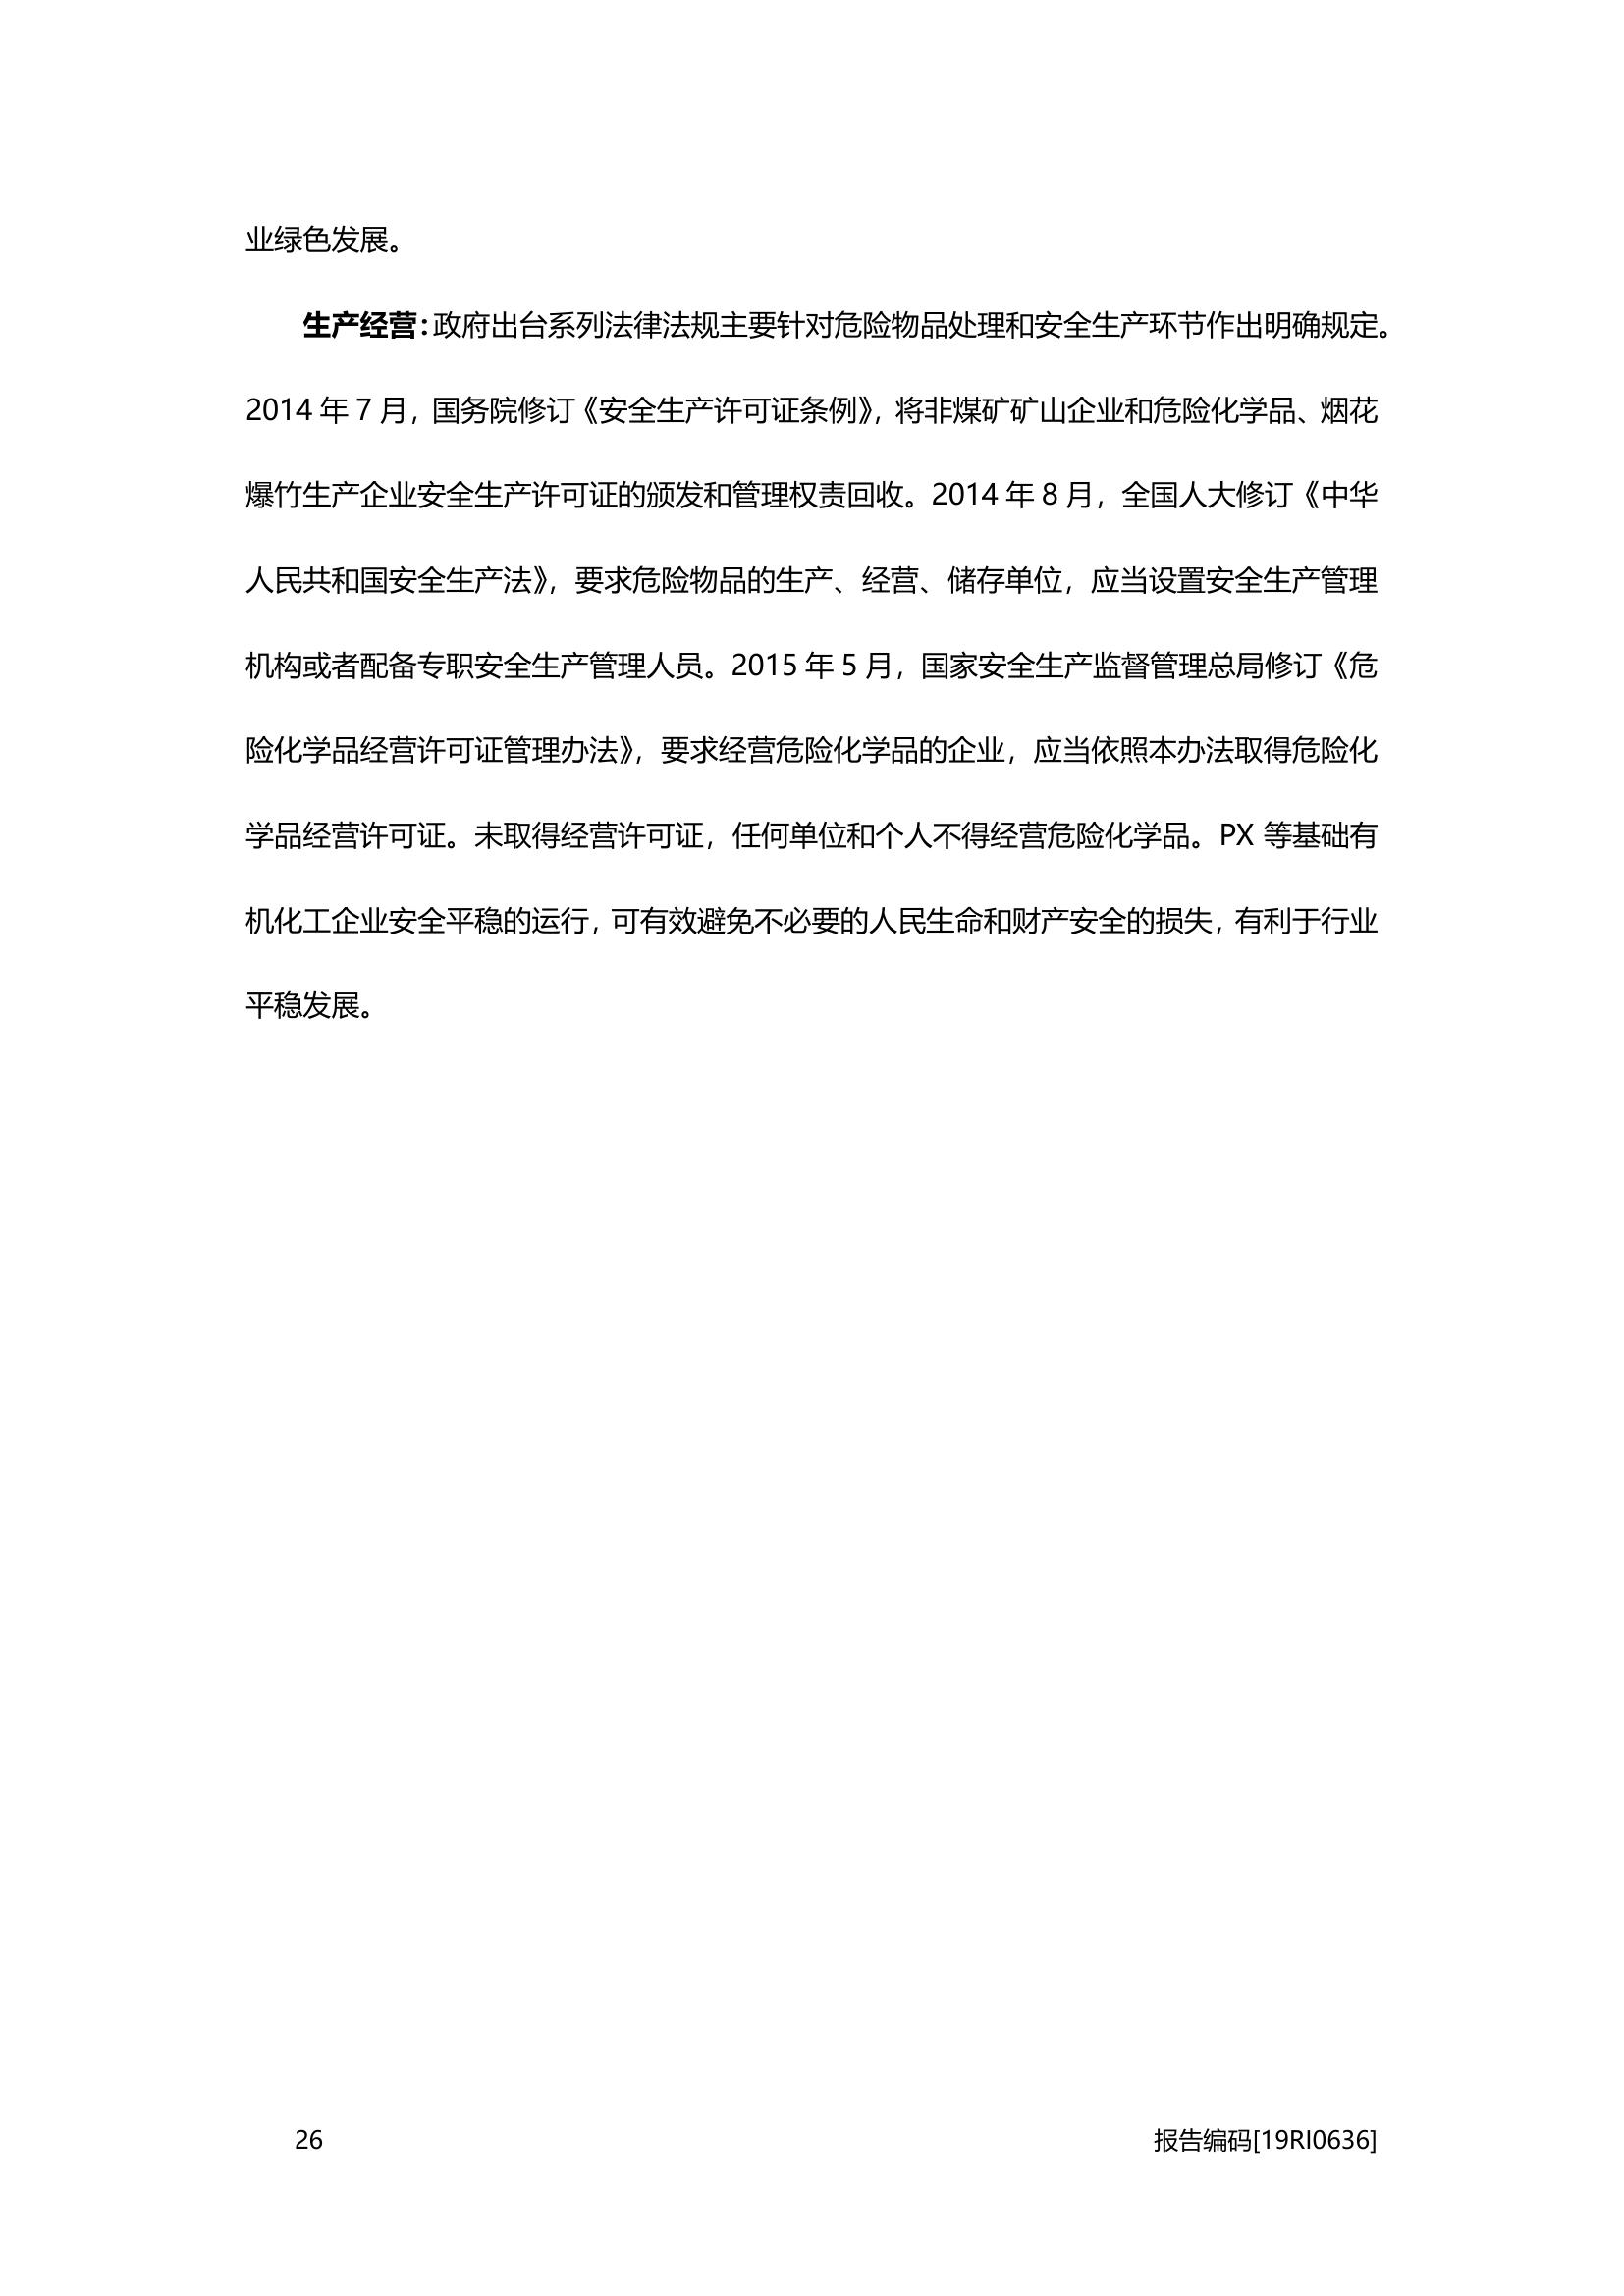 业绿色发展。
生产经营：政府出台系列法律法规主要针对危险物品处理和安全生产环节作出明确规定。
2014 年 7 月，国务院修订《安全生产许可证条例》，将非煤矿矿山企业和危险化学品、烟花
爆竹生产企业安全生产许可证的颁发和管理权责回收。2014 年 8 月，全国人大修订《中华
人民共和国安全生产法》，要求危险物品的生产、经营、储存单位，应当设置安全生产管理
机构或者配备专职安全生产管理人员。2015 年 5 月，国家安全生产监督管理总局修订《危
险化学品经营许可证管理办法》，要求经营危险化学品的企业，应当依照本办法取得危险化
学品经营许可证。未取得经营许可证，任何单位和个人不得经营危险化学品。PX 等基础有
机化工企业安全平稳的运行，可有效避免不必要的人民生命和财产安全的损失，有利于行业
平稳发展。
26 报告编码[19RI0636]